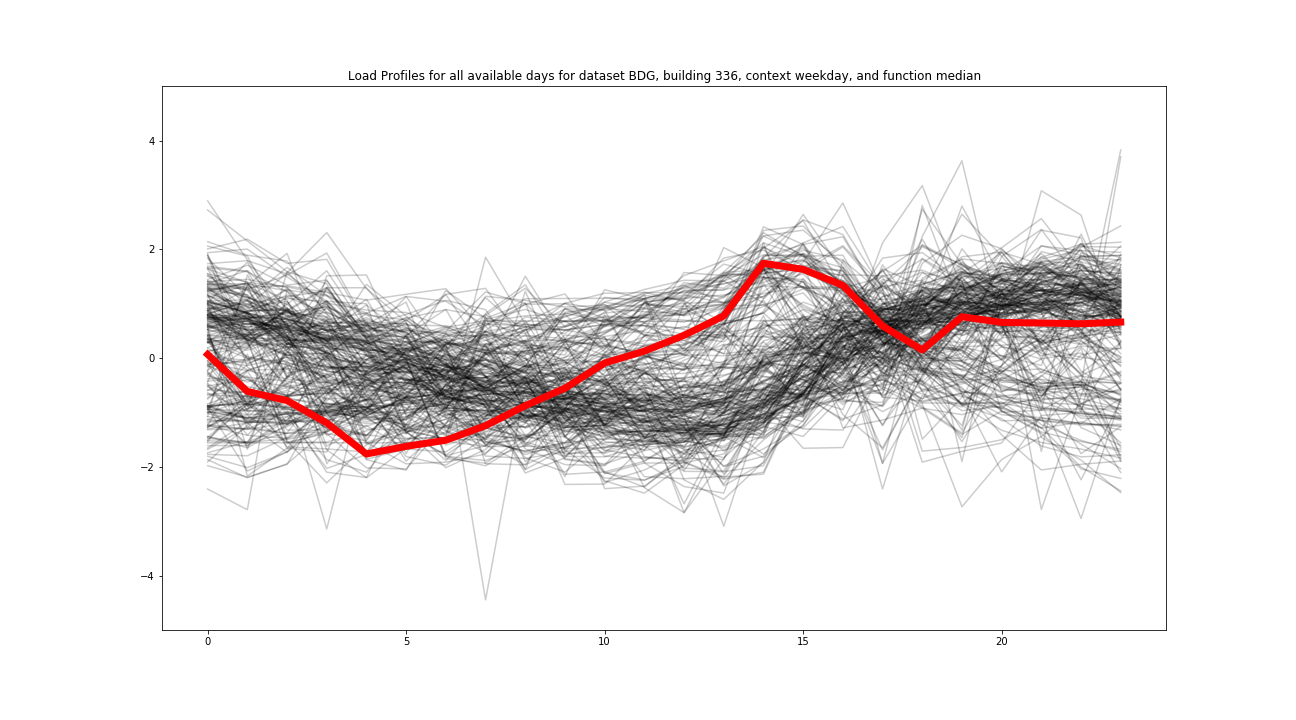 Load Profiles for all available days for dataset BDG, building 336, context weekday, and function median
4
2
0
−2
−4
0 5 10 15 20